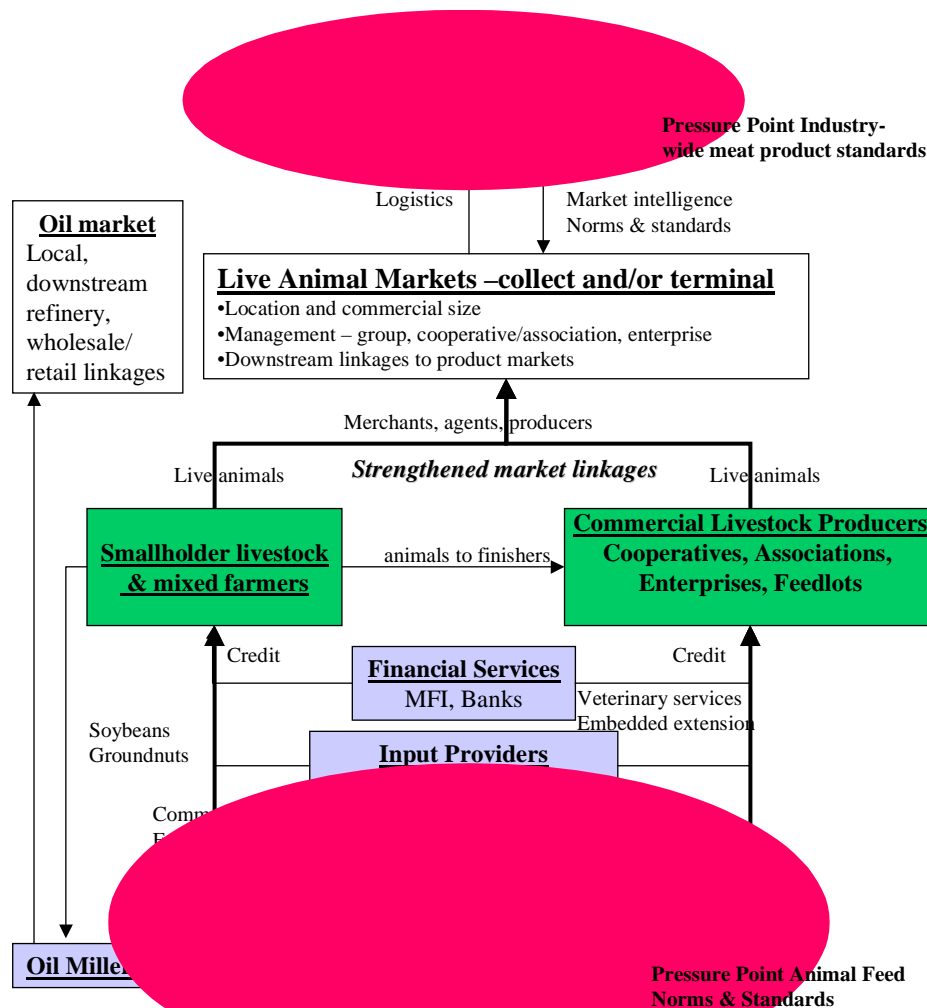 Pressure Point Industry-
wide meat product standards
Logistics
Market intelligence
Norms & standards
Oil market
Local,
downstream
refinery,
wholesale/
retail linkages
Live Animal Markets –collect and/or terminal
•Location and commercial size
•Management – group, cooperative/association, enterprise
•Downstream linkages to product markets
Merchants, agents, producers
Strengthened market linkages
Live animals
Live animals
Smallholder livestock
& mixed farmers
animals to finishers
Commercial Livestock Producers
Cooperatives, Associations,
Enterprises, Feedlots
Credit
Credit
Financial Services
MFI, Banks
Veterinary services
Embedded extension
Soybeans
Groundnuts
Input Providers
Oil
Pressure Point Animal Feed
Norms & Standards